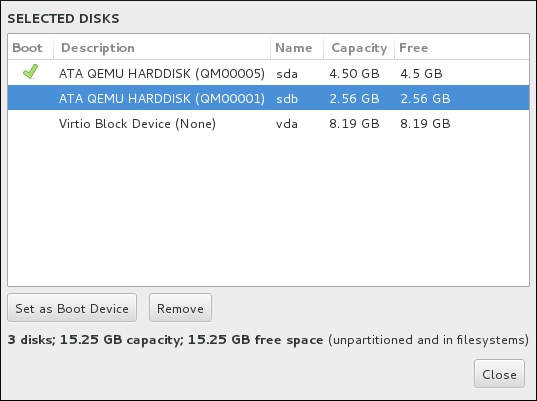 SELECTED DISKS
Boot Description Name Capacity Free
ATA QEMU HARDDISK (QM00005) sda 4.50 GB 4.5 GB
ATA QEMU HARDDISK (QM00001) sdb 2.56 GB 2.56 GB
Virtio Block Device (None) vda 8.19 GB 8.19 GB
Set as Boot Device Remove
3 disks; 15.25 GB capacity; 15.25 GB free space (unpartitioned and in filesystems)
Close